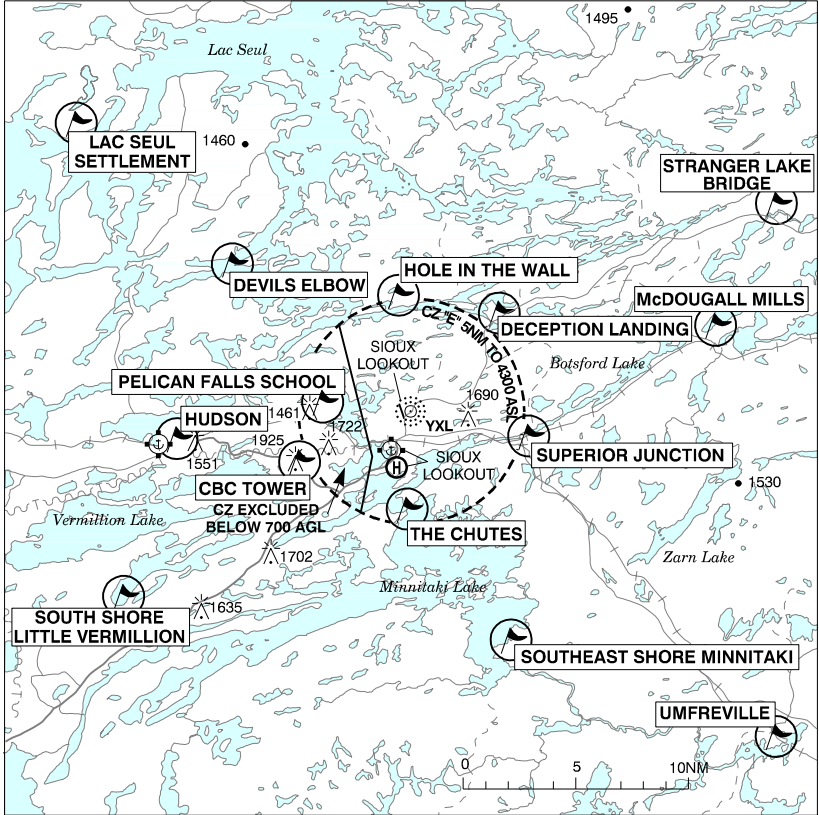 1495
Lac Seul
1460
LAC SEUL
SETTLEMENT
STRANGER LAKE
BRIDGE
DEVILS ELBOW
HOLE IN THE WALL
McDOUGALL MILLS
CZ "E" 5NM TO 4300 ASL
DECEPTION LANDING
SIOUX
LOOKOUT
Botsford Lake
PELICAN FALLS SCHOOL
1461
1690
HUDSON
1722
YXL
1925
1551
SIOUX
LOOKOUT
SUPERIOR JUNCTION
H
CBC TOWER
1530
CZ EXCLUDED
BELOW 700 AGL
Vermillion Lake
THE CHUTES
1702
Zarn Lake
Minnitaki Lake
1635
SOUTH SHORE
LITTLE VERMILLION
SOUTHEAST SHORE MINNITAKI
UMFREVILLE
0 5 10NM